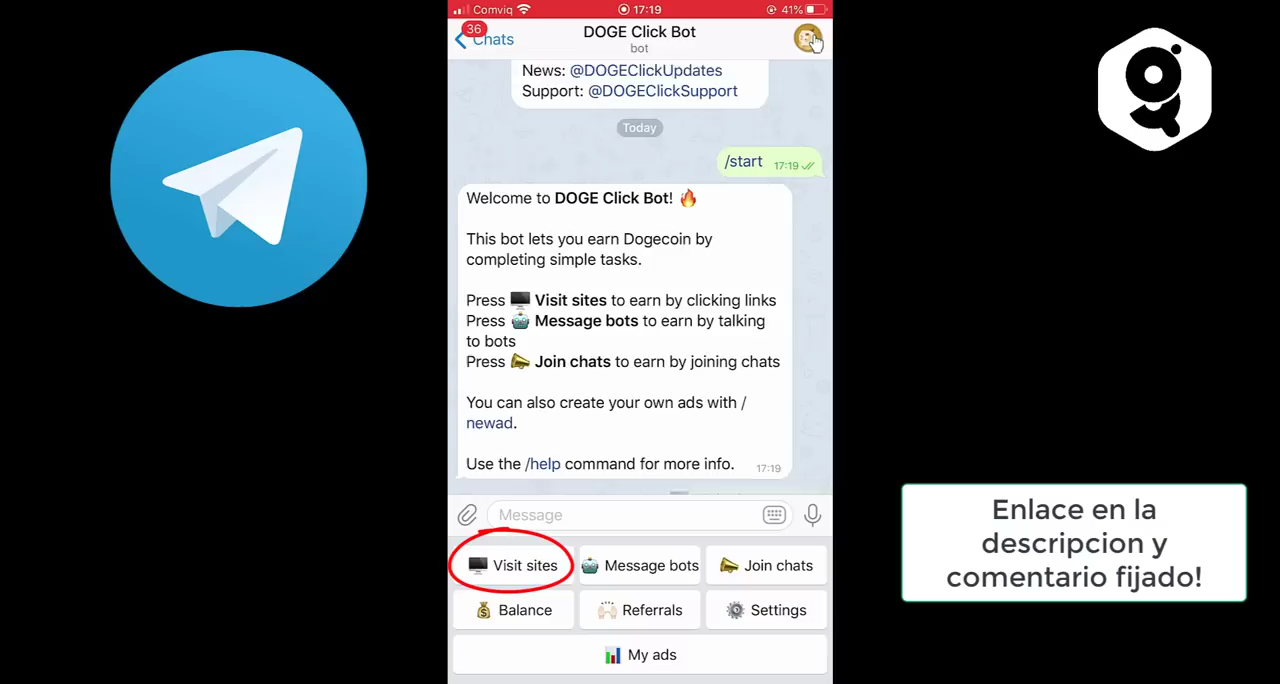 Comviq 17:19 41%
36
Chats
DOGE Click Bot
bot
News: @DOGEClickUpdates
Support: @DOGEClickSupport
Today
/start 17:19
Welcome to DOGE Click Bot! 🔥
This bot lets you earn Dogecoin by
completing simple tasks.
Press 🖥 Visit sites to earn by clicking links
Press 🤖 Message bots to earn by talking
to bots
Press 📣 Join chats to earn by joining chats
You can also create your own ads with /
newad.
Use the /help command for more info. 17:19
Message
🖥 Visit sites 🤖 Message bots 📣 Join chats
💰 Balance 🙌🏻 Referrals ⚙ Settings
📊 My ads
Enlace en la
descripcion y
comentario fijado!